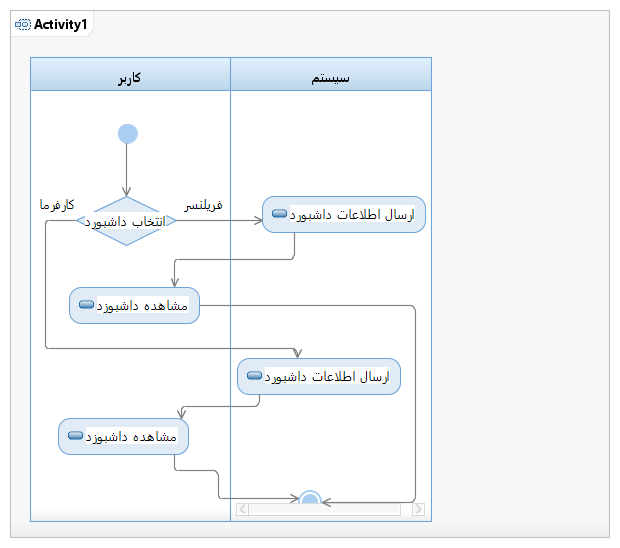 Activity1
کاربر
سیستم
کارفرما
فریلنسر
انتخاب داشبورد
ارسال اطلاعات داشبورد
مشاهده داشبوزد
ارسال اطلاعات داشبورد
مشاهده داشبوزد